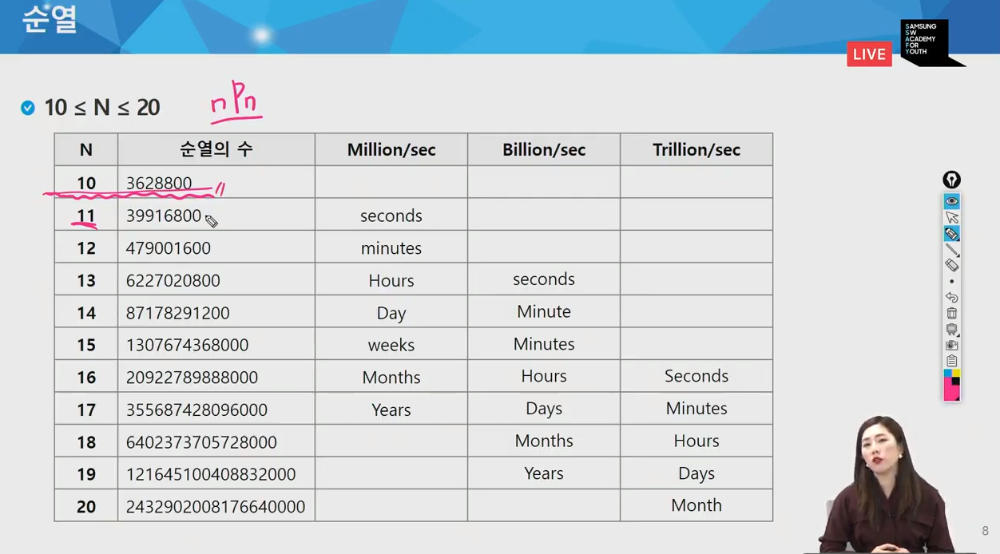 순열
LIVE
SAMSUNG
SW
ACADEMY
FOR
YOUTH
10 ≤ N ≤ 20
nPn
N 순열의 수 Million/sec Billion/sec Trillion/sec
10 3628800
11 39916800 seconds
12 479001600 minutes
13 6227020800 Hours seconds
14 87178291200 Day Minute
15 1307674368000 weeks Minutes
16 20922789888000 Months Hours Seconds
17 355687428096000 Years Days Minutes
18 6402373705728000 Months Hours
19 121645100408832000 Years Days
20 2432902008176640000 Month
8